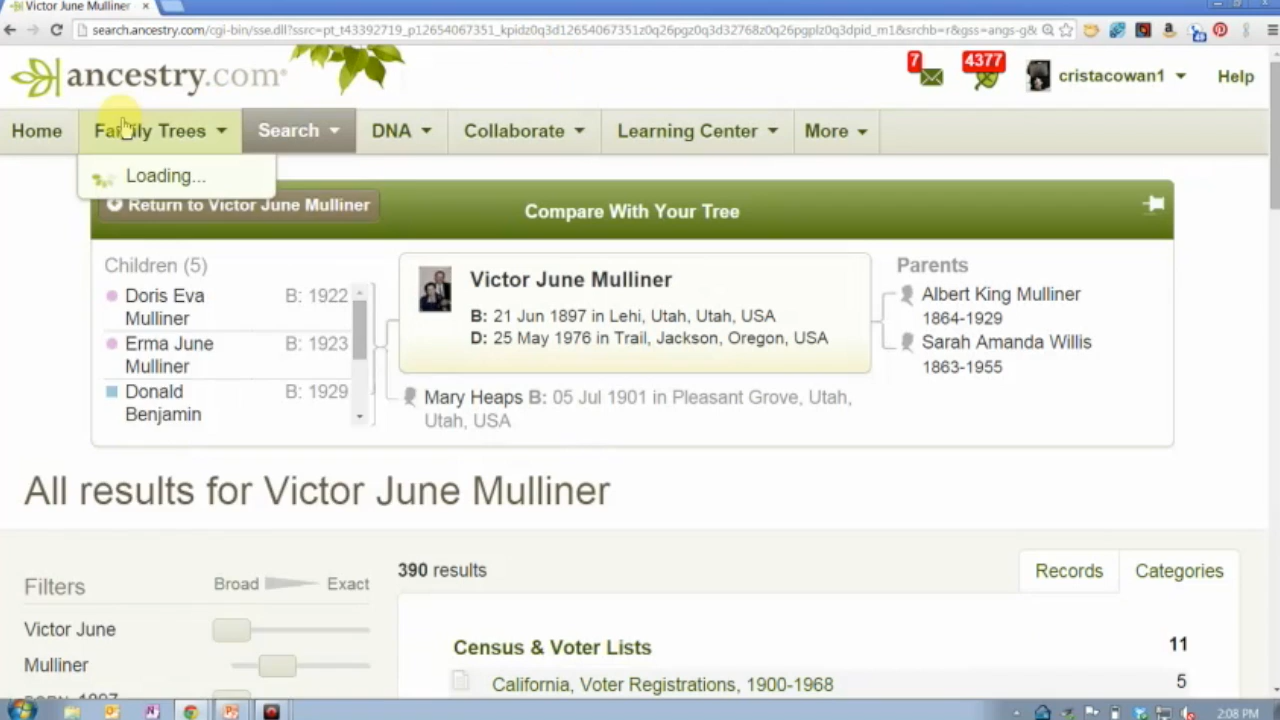 Victor June Mulliner
search.ancestry.com/cgi-bin/sse.dll?ssrc=pt_t43392719_p12654067351_kpidz0q3d12654067351z0q26pgz0q3d32768z0q26pgplz0q3dpid_m1&srchb=r&gss=angs-g&
ancestry.com
7
4377
cristacowan1
Help
Home
Family Trees
Search
DNA
Collaborate
Learning Center
More
Loading...
Return to Victor June Mulliner
Compare With Your Tree
Children (5)
Doris Eva B: 1922
Mulliner
Erma June B: 1923
Mulliner
Donald B: 1929
Benjamin
Victor June Mulliner
B: 21 Jun 1897 in Lehi, Utah, Utah, USA
D: 25 May 1976 in Trail, Jackson, Oregon, USA
Mary Heaps B: 05 Jul 1901 in Pleasant Grove, Utah,
Utah, USA
Parents
Albert King Mulliner
1864-1929
Sarah Amanda Willis
1863-1955
All results for Victor June Mulliner
Filters
Broad
Exact
Victor June
Mulliner
390 results
Records
Categories
Census & Voter Lists 11
California, Voter Registrations, 1900-1968 5
2:08 PM